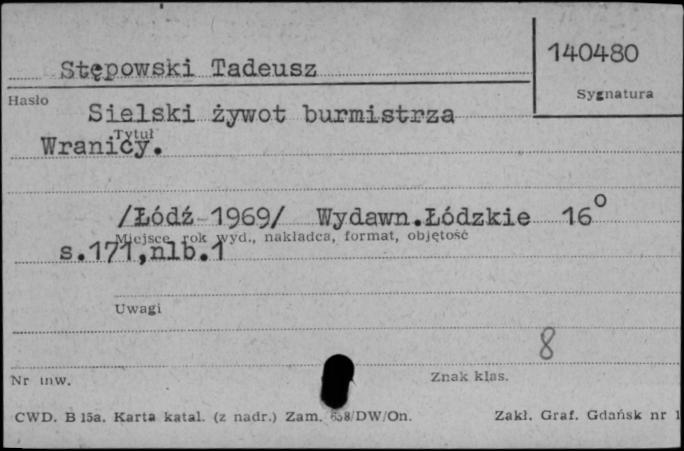 Stępowski Tadeusz
140480
Hasło
Sygnatura
Sielski żywot burmistrza
Tytuł
Wranicy.
/Łódź 1969/ Wydawn.Łódzkie 16°
Miejsce, rok wyd., nakładca, format, objętość
s.171,nlb.1
Uwagi
8
Nr inw.
Znak klas.
CWD. B 15a. Karta katal. (z nadr.) Zam. /DW/On.
Zakł. Graf. Gdańsk nr 1